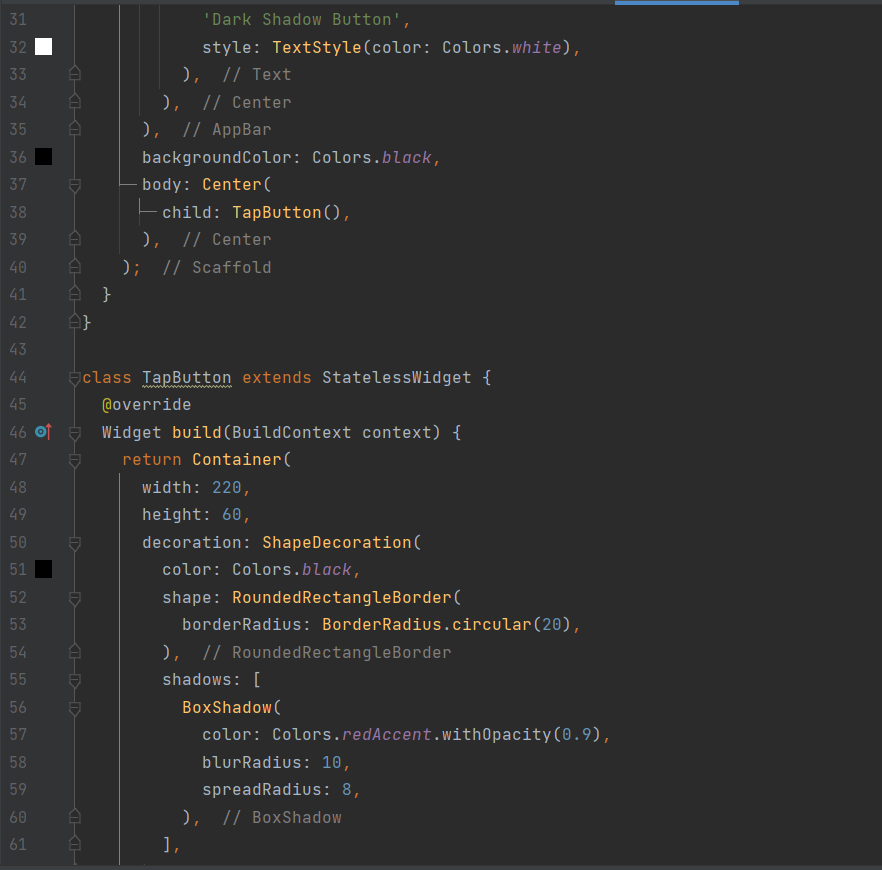 31            'Dark Shadow Button',
32            style: TextStyle(color: Colors.white),
33          ),  // Text
34        ),  // Center
35      ),  // AppBar
36      backgroundColor: Colors.black,
37      body: Center(
38        child: TapButton(),
39      ),  // Center
40    );  // Scaffold
41  }
42 }
43
44 class TapButton extends StatelessWidget {
45  @override
46  Widget build(BuildContext context) {
47    return Container(
48      width: 220,
49      height: 60,
50      decoration: ShapeDecoration(
51        color: Colors.black,
52        shape: RoundedRectangleBorder(
53          borderRadius: BorderRadius.circular(20),
54        ),  // RoundedRectangleBorder
55        shadows: [
56          BoxShadow(
57            color: Colors.redAccent.withOpacity(0.9),
58            blurRadius: 10,
59            spreadRadius: 8,
60          ),  // BoxShadow
61        ],